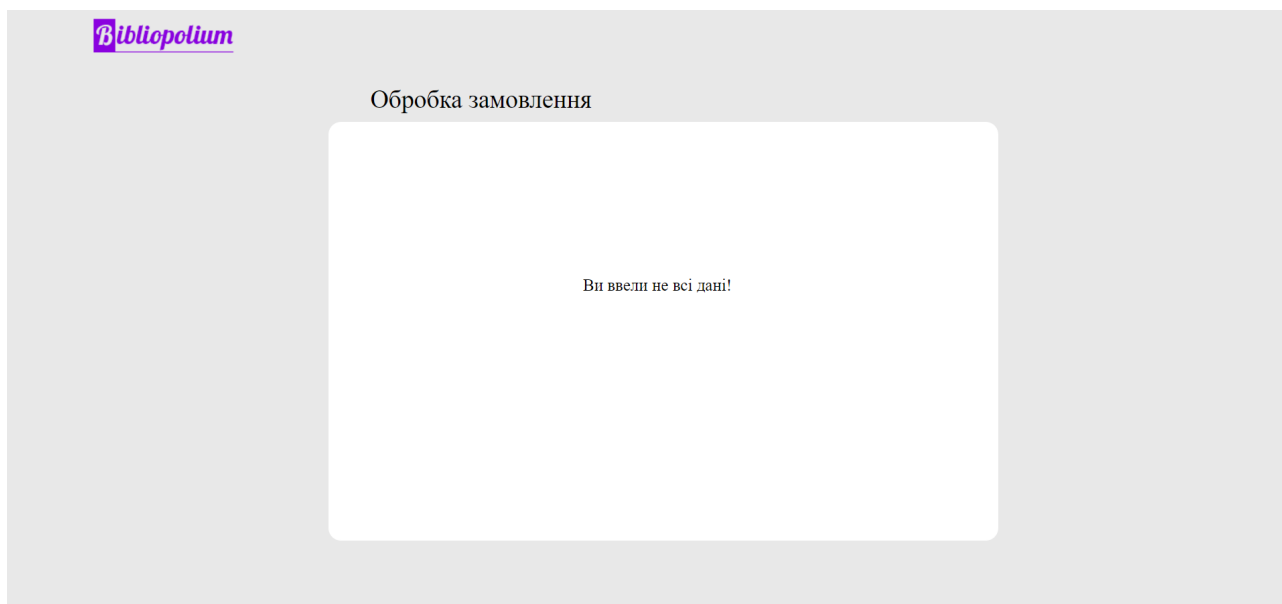 Bibliopolium
Обробка замовлення
Ви ввели не всі дані!